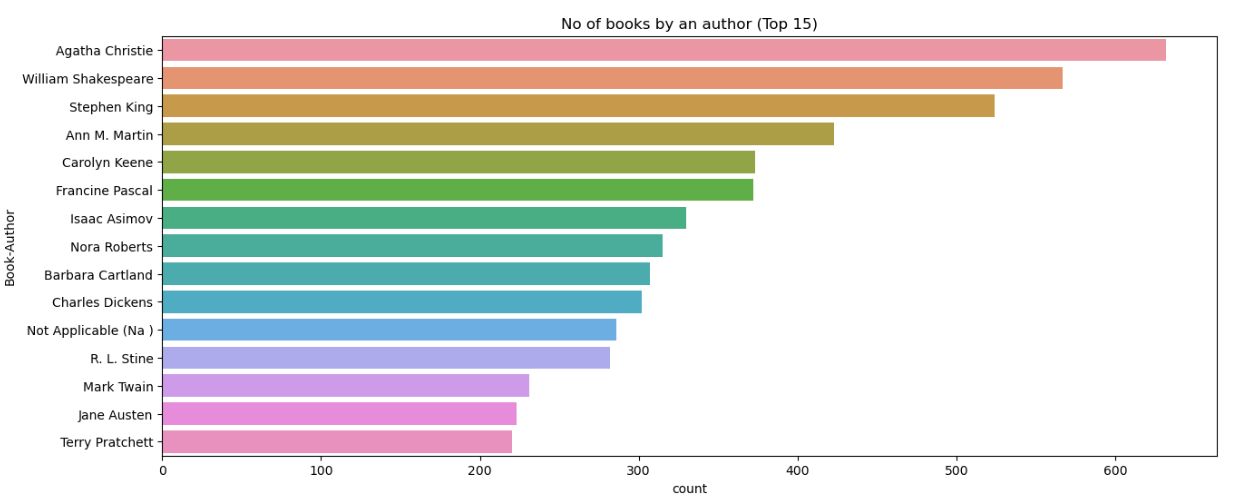 No of books by an author (Top 15)
Agatha Christie
William Shakespeare
Stephen King
Ann M. Martin
Carolyn Keene
Francine Pascal
Isaac Asimov
Nora Roberts
Barbara Cartland
Charles Dickens
Not Applicable (Na )
R. L. Stine
Mark Twain
Jane Austen
Terry Pratchett
Book-Author
0 100 200 300 400 500 600
count